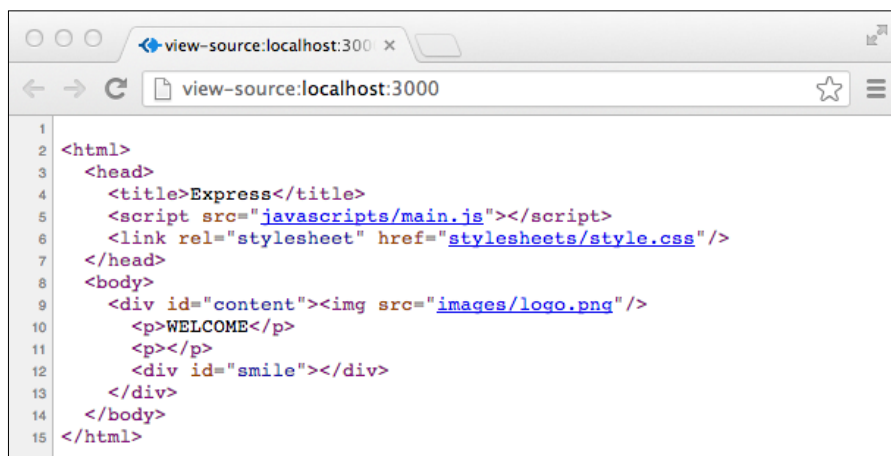 view-source:localhost:300
view-source:localhost:3000
1
2 <html>
3   <head>
4     <title>Express</title>
5     <script src="javascripts/main.js"></script>
6     <link rel="stylesheet" href="stylesheets/style.css"/>
7   </head>
8   <body>
9     <div id="content"><img src="images/logo.png"/>
10       <p>WELCOME</p>
11       <p></p>
12       <div id="smile"></div>
13     </div>
14   </body>
15 </html>